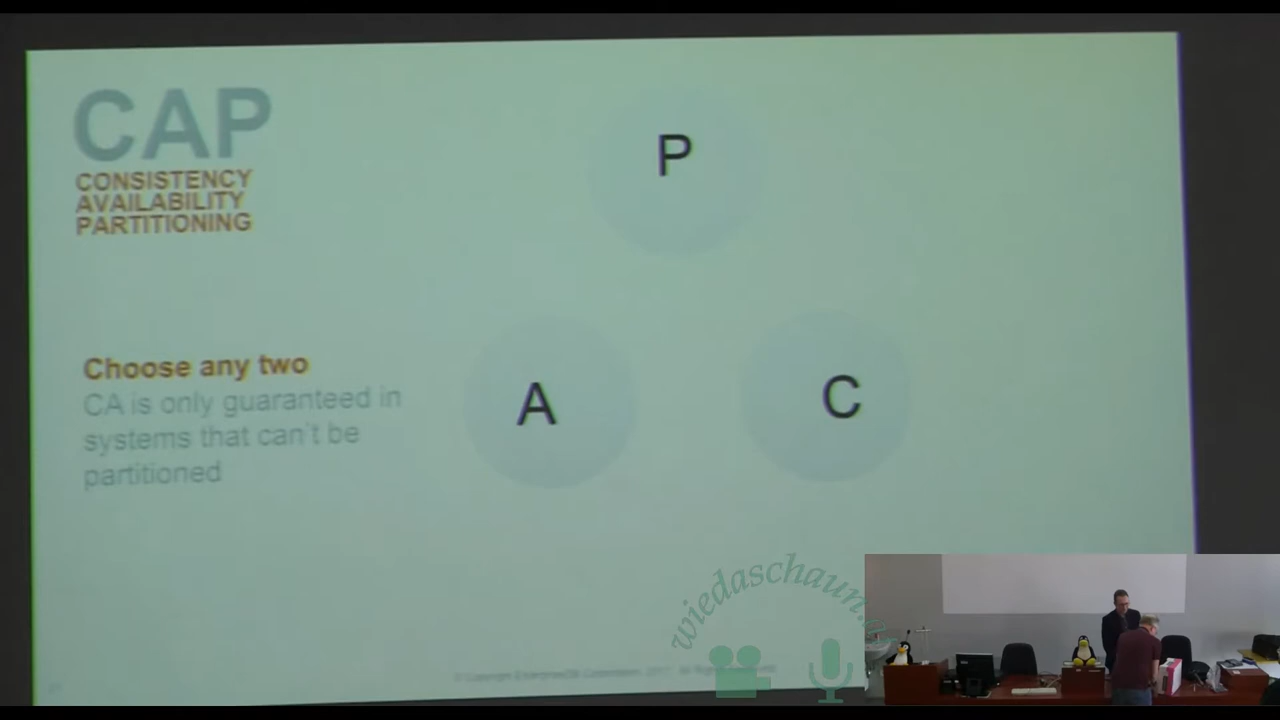 CAP
CONSISTENCY
AVAILABILITY
PARTITIONING
P
Choose any two
CA is only guaranteed in
systems that can't be
partitioned
A
C
wiedaschaun